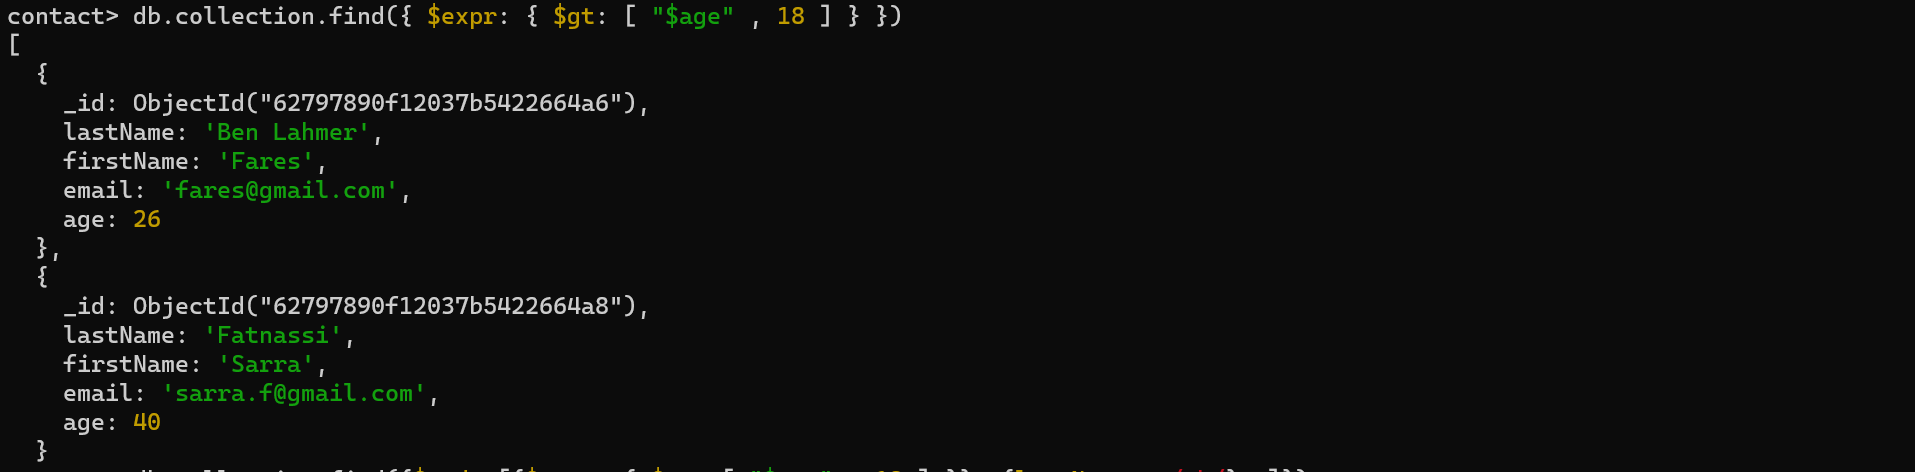 contact> db.collection.find({ $expr: { $gt: [ "$age" , 18 ] } })
[
  {
    _id: ObjectId("62797890f12037b5422664a6"),
    lastName: 'Ben Lahmer',
    firstName: 'Fares',
    email: 'fares@gmail.com',
    age: 26
  },
  {
    _id: ObjectId("62797890f12037b5422664a8"),
    lastName: 'Fatnassi',
    firstName: 'Sarra',
    email: 'sarra.f@gmail.com',
    age: 40
  }